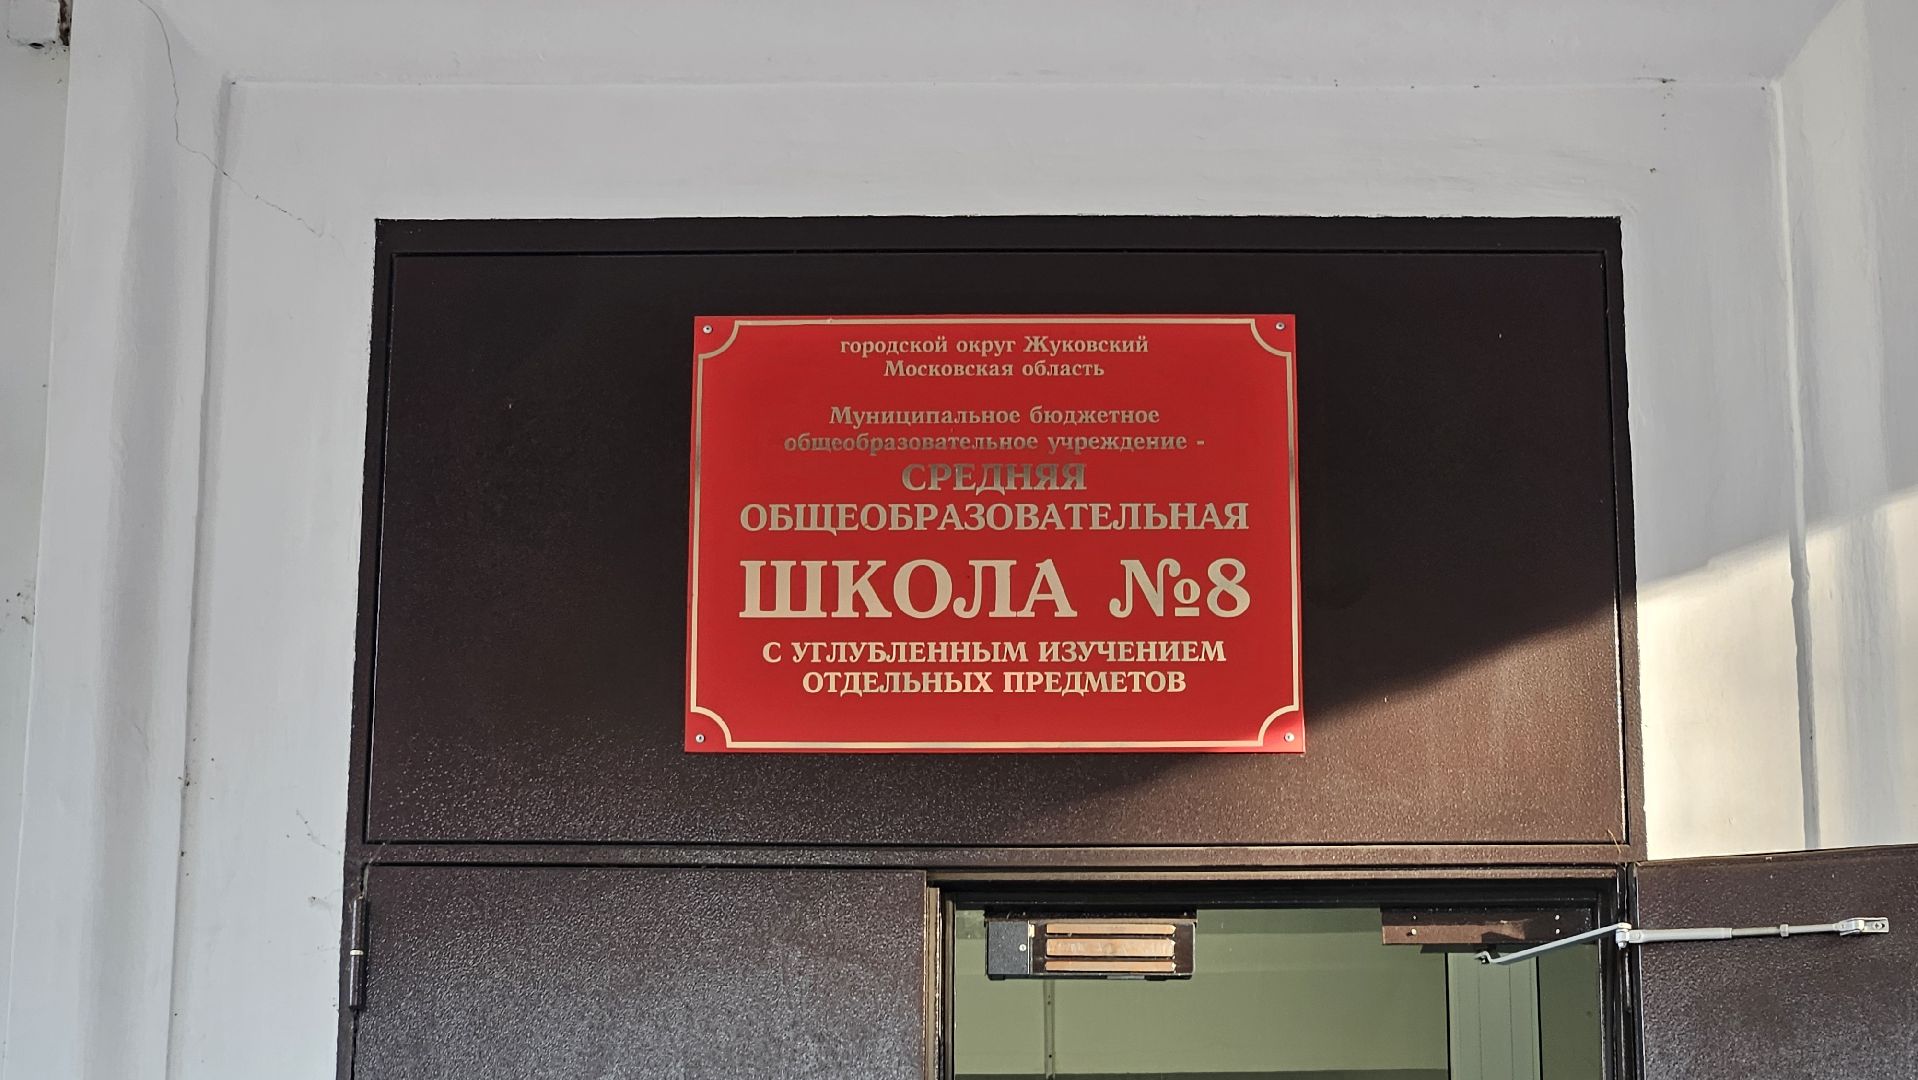 городской округ Жуковский
Московская область
Муниципальное бюджетное
общеобразовательное учреждение -
СРЕДНЯЯ
ОБЩЕОБРАЗОВАТЕЛЬНАЯ
ШКОЛА №8
С УГЛУБЛЕННЫМ ИЗУЧЕНИЕМ
ОТДЕЛЬНЫХ ПРЕДМЕТОВ